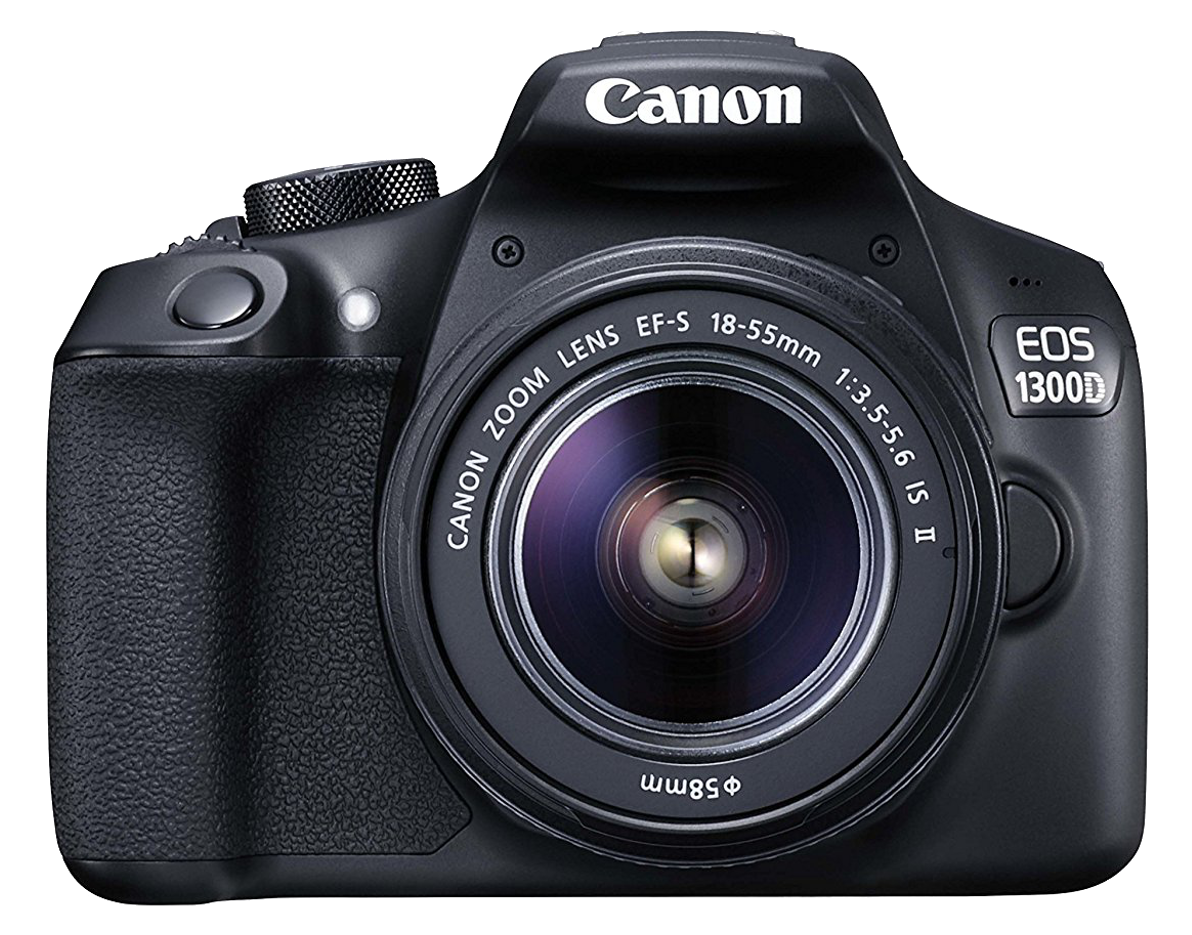 Canon
EOS
1300D
CANON ZOOM LENS EF-S 18-55mm 1:3.5-5.6 IS II
Φ58mm